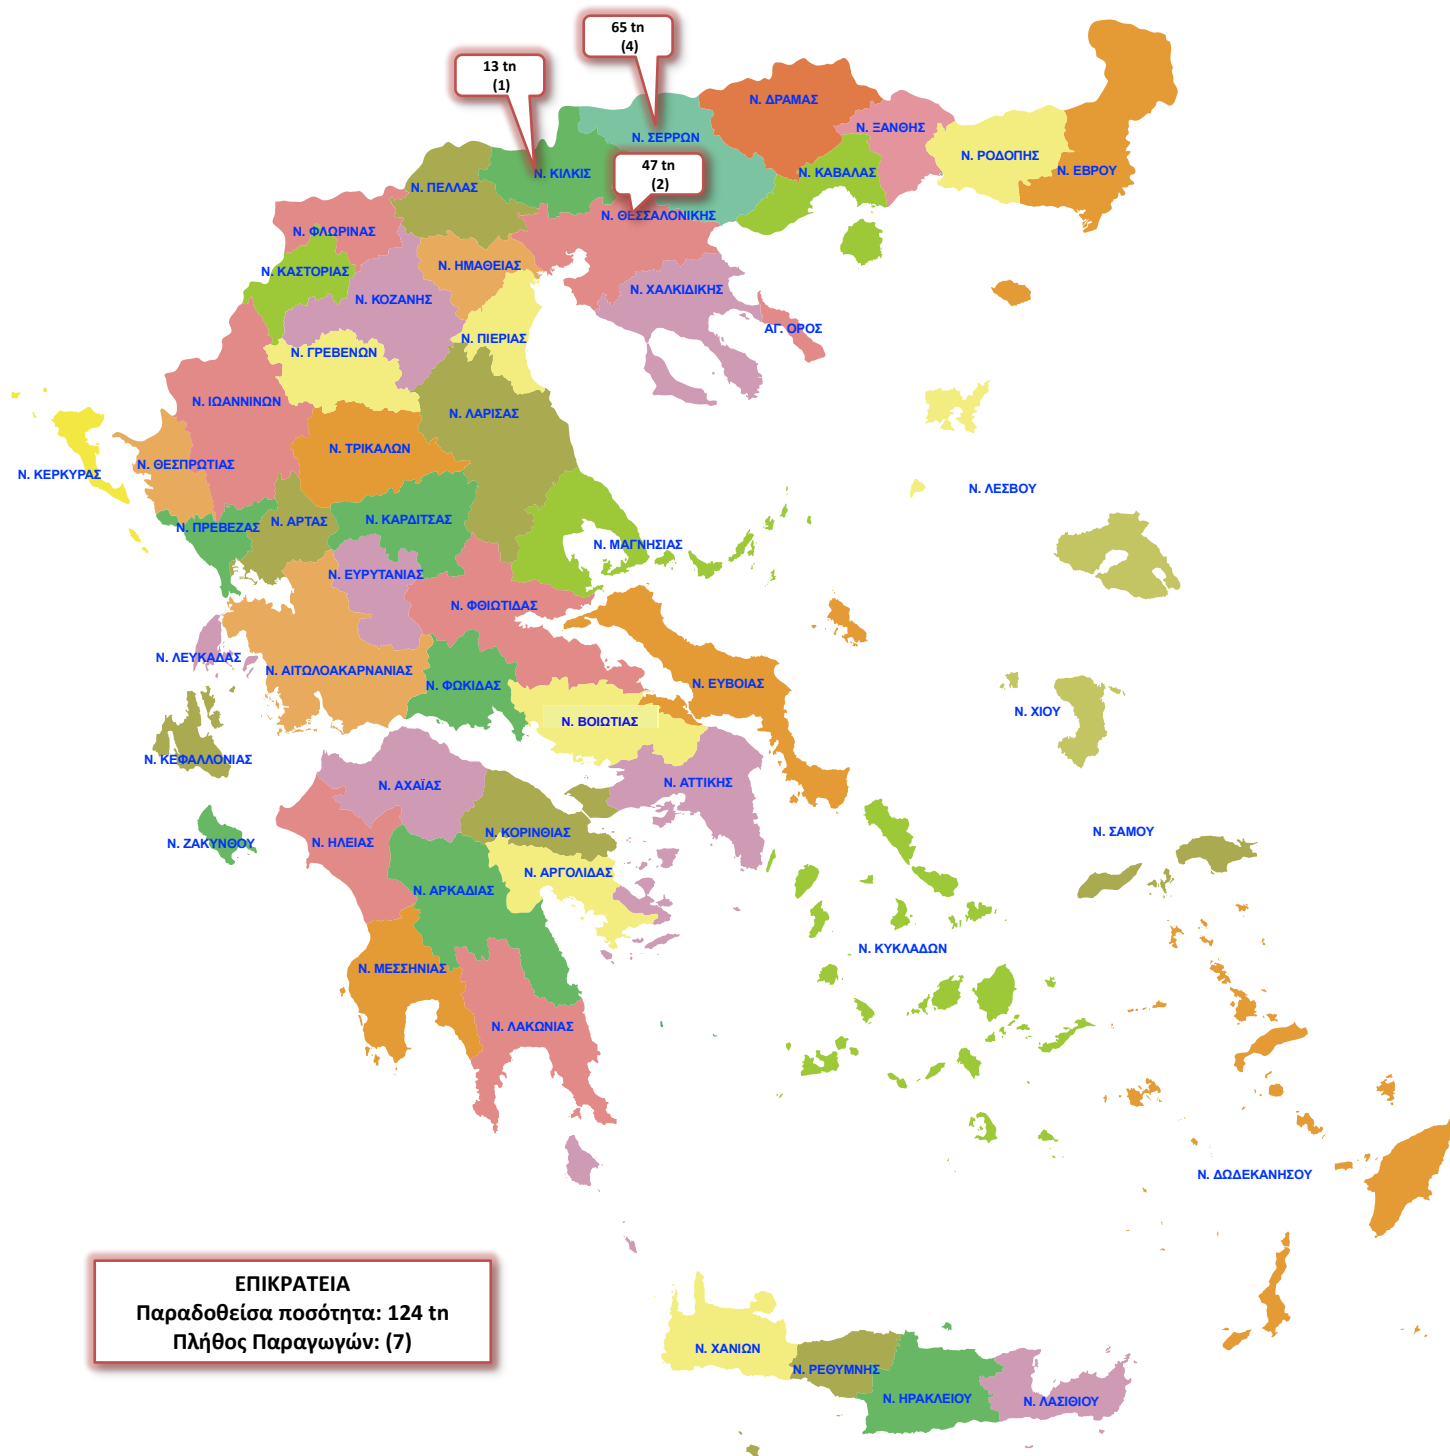 65 tn
(4)
13 tn
(1)
Ν. ΔΡΑΜΑΣ
Ν. ΞΑΝΘΗΣ
Ν. ΣΕΡΡΩΝ
Ν. ΡΟΔΟΠΗΣ
Ν. ΕΒΡΟΥ
47 tn
(2)
Ν. ΚΙΛΚΙΣ
Ν. ΚΑΒΑΛΑΣ
Ν. ΠΕΛΛΑΣ
Ν. ΘΕΣΣΑΛΟΝΙΚΗΣ
Ν. ΦΛΩΡΙΝΑΣ
Ν. ΗΜΑΘΕΙΑΣ
Ν. ΚΑΣΤΟΡΙΑΣ
Ν. ΧΑΛΚΙΔΙΚΗΣ
Ν. ΚΟΖΑΝΗΣ
ΑΓ. ΟΡΟΣ
Ν. ΠΙΕΡΙΑΣ
Ν. ΓΡΕΒΕΝΩΝ
Ν. ΙΩΑΝΝΙΝΩΝ
Ν. ΛΑΡΙΣΑΣ
Ν. ΤΡΙΚΑΛΩΝ
Ν. ΘΕΣΠΡΩΤΙΑΣ
Ν. ΚΕΡΚΥΡΑΣ
Ν. ΛΕΣΒΟΥ
Ν. ΠΡΕΒΕΖΑΣ
Ν. ΑΡΤΑΣ
Ν. ΚΑΡΔΙΤΣΑΣ
Ν. ΜΑΓΝΗΣΙΑΣ
Ν. ΕΥΡΥΤΑΝΙΑΣ
Ν. ΦΘΙΩΤΙΔΑΣ
Ν. ΛΕΥΚΑΔΑΣ
Ν. ΑΙΤΩΛΟΑΚΑΡΝΑΝΙΑΣ
Ν. ΦΩΚΙΔΑΣ
Ν. ΕΥΒΟΙΑΣ
Ν. ΧΙΟΥ
Ν. ΒΟΙΩΤΙΑΣ
Ν. ΚΕΦΑΛΛΟΝΙΑΣ
Ν. ΑΧΑΪΑΣ
Ν. ΑΤΤΙΚΗΣ
Ν. ΖΑΚΥΝΘΟΥ
Ν. ΗΛΕΙΑΣ
Ν. ΚΟΡΙΝΘΙΑΣ
Ν. ΣΑΜΟΥ
Ν. ΑΡΓΟΛΙΔΑΣ
Ν. ΑΡΚΑΔΙΑΣ
Ν. ΚΥΚΛΑΔΩΝ
Ν. ΜΕΣΣΗΝΙΑΣ
Ν. ΛΑΚΩΝΙΑΣ
Ν. ΔΩΔΕΚΑΝΗΣΟΥ
ΕΠΙΚΡΑΤΕΙΑ
Παραδοθείσα ποσότητα: 124 tn
Πλήθος Παραγωγών: (7)
Ν. ΧΑΝΙΩΝ
Ν. ΡΕΘΥΜΝΗΣ
Ν. ΗΡΑΚΛΕΙΟΥ
Ν. ΛΑΣΙΘΙΟΥ